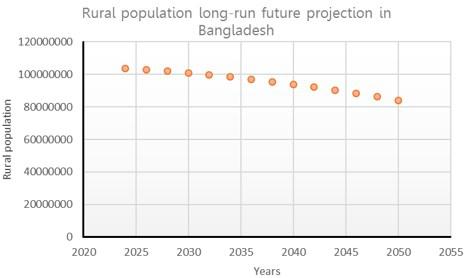 Rural population long-run future projection in
Bangladesh
120000000
100000000
80000000
60000000
40000000
20000000
0
Rural population
2020 2025 2030 2035 2040 2045 2050 2055
Years